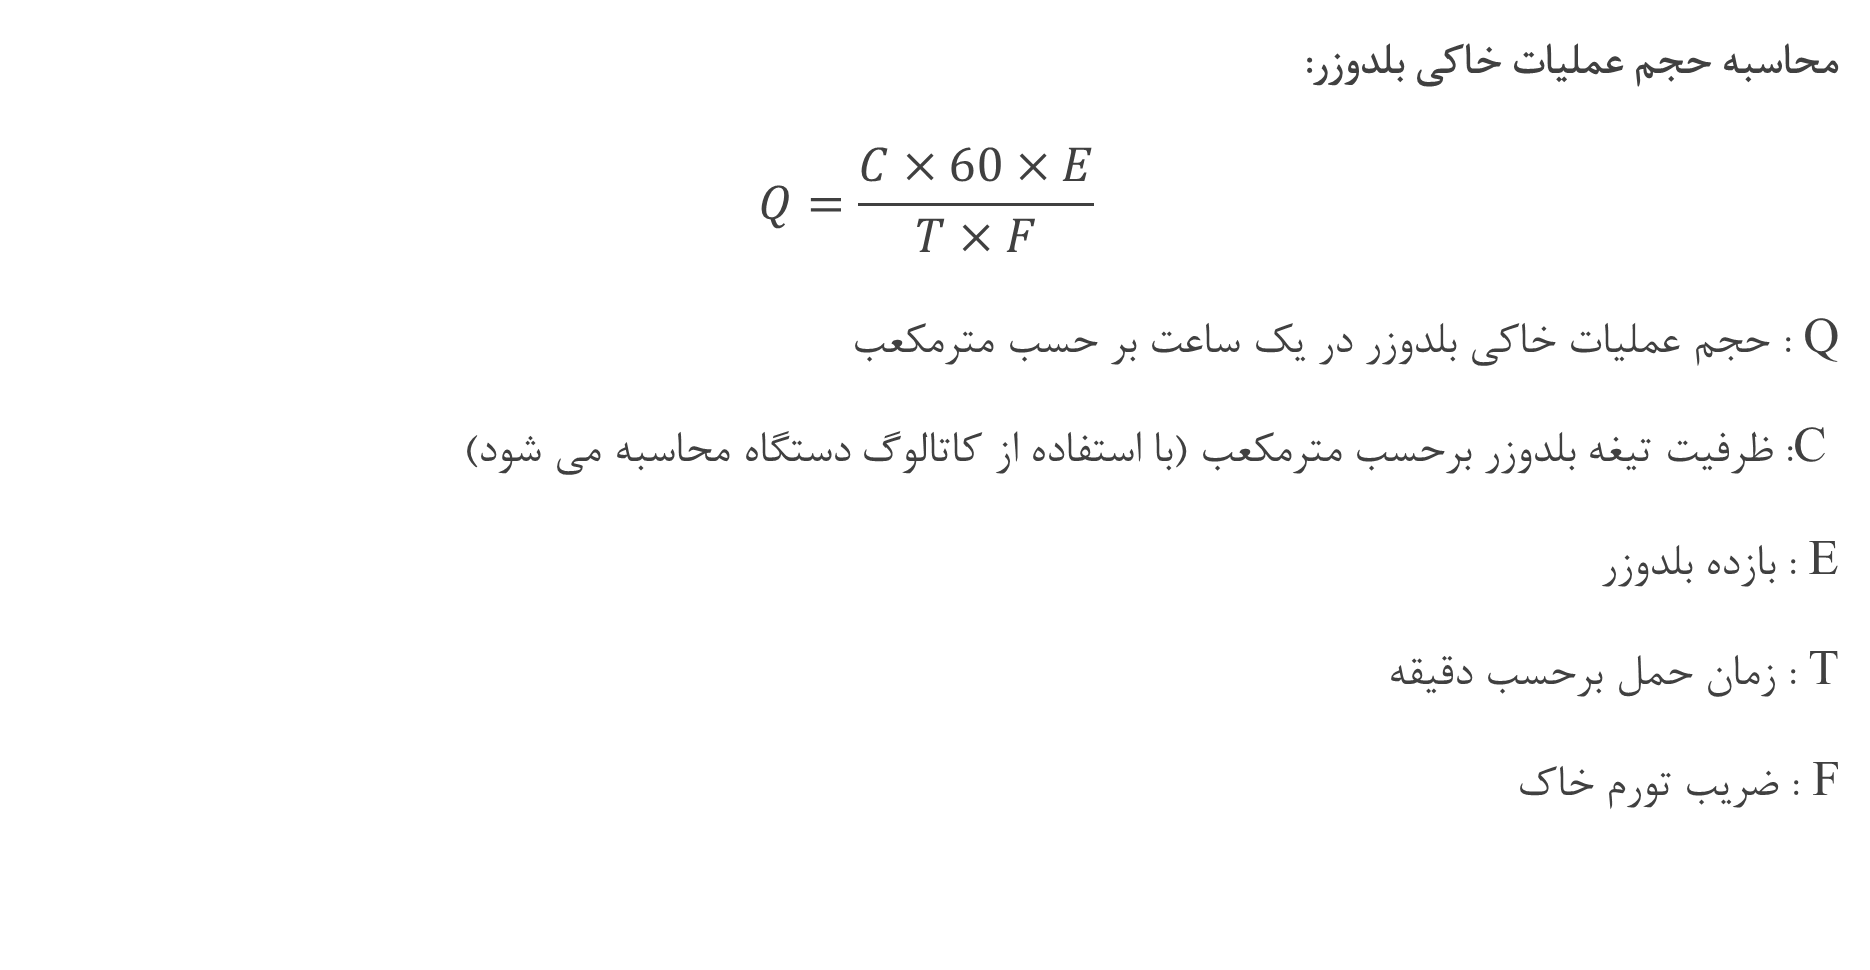 محاسبه حجم عملیات خاکی بلدوزر:
Q = (C × 60 × E) / (T × F)
Q : حجم عملیات خاکی بلدوزر در یک ساعت بر حسب مترمکعب
C: ظرفیت تیغه بلدوزر برحسب مترمکعب (با استفاده از کاتالوگ دستگاه محاسبه می شود)
E : بازده بلدوزر
T : زمان حمل برحسب دقیقه
F : ضریب تورم خاک